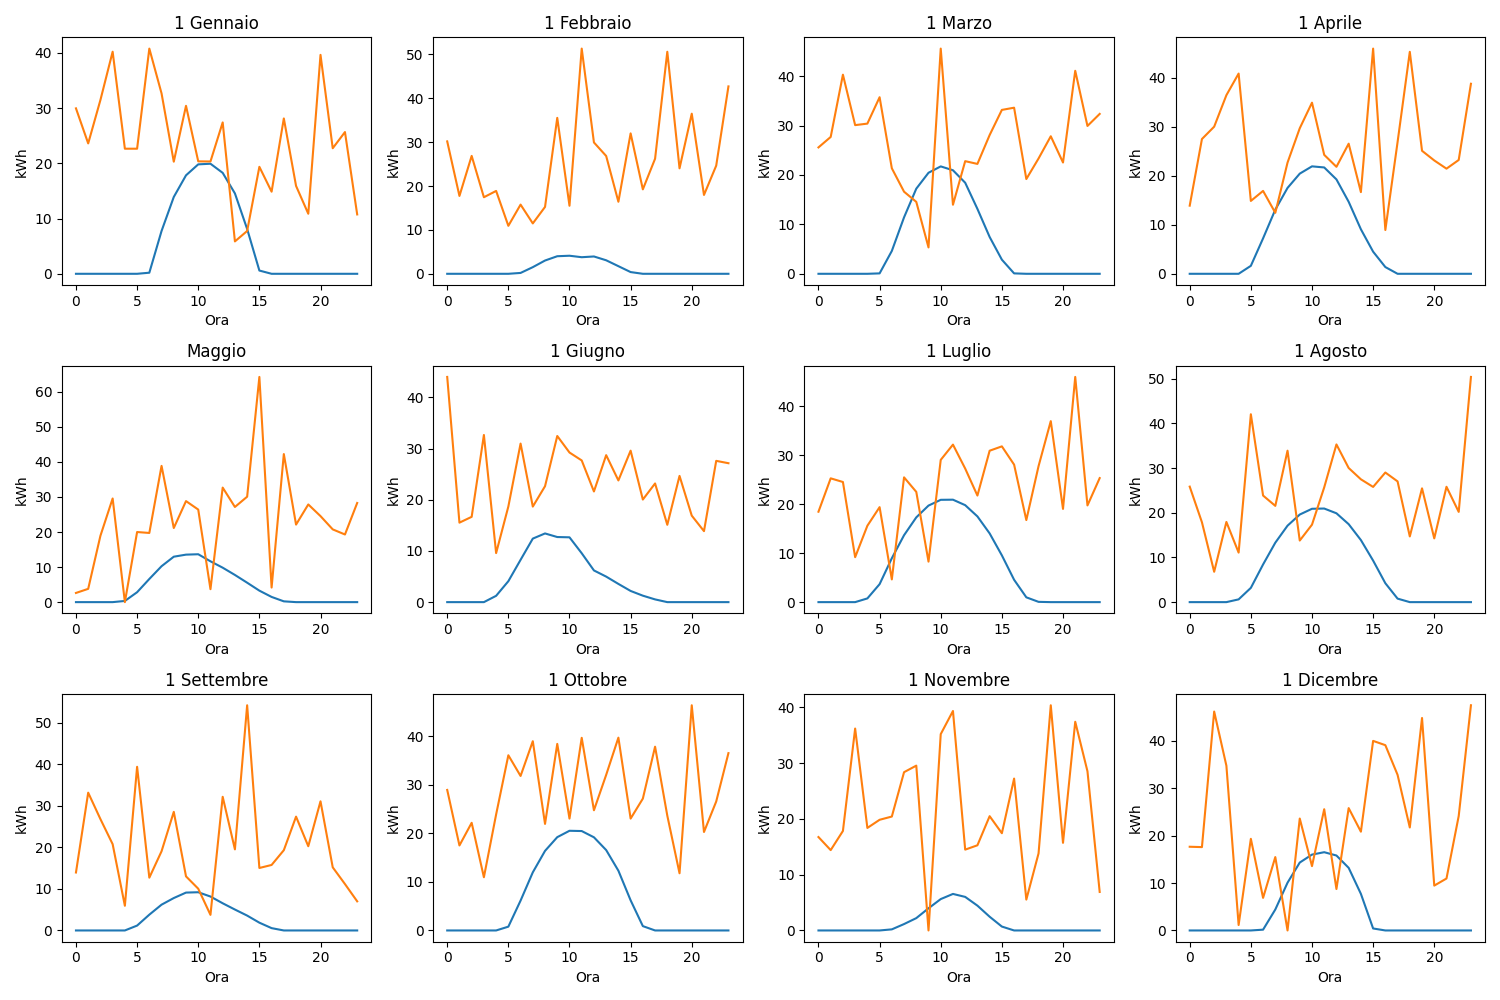 1 Gennaio
1 Febbraio
1 Marzo
1 Aprile
kWh
40
30
20
10
0
0 5 10 15 20
Ora
kWh
50
40
30
20
10
0
0 5 10 15 20
Ora
kWh
40
30
20
10
0
0 5 10 15 20
Ora
kWh
40
30
20
10
0
0 5 10 15 20
Ora
Maggio
1 Giugno
1 Luglio
1 Agosto
kWh
60
50
40
30
20
10
0
0 5 10 15 20
Ora
kWh
40
30
20
10
0
0 5 10 15 20
Ora
kWh
40
30
20
10
0
0 5 10 15 20
Ora
kWh
50
40
30
20
10
0
0 5 10 15 20
Ora
1 Settembre
1 Ottobre
1 Novembre
1 Dicembre
kWh
50
40
30
20
10
0
0 5 10 15 20
Ora
kWh
40
30
20
10
0
0 5 10 15 20
Ora
kWh
40
30
20
10
0
0 5 10 15 20
Ora
kWh
40
30
20
10
0
0 5 10 15 20
Ora